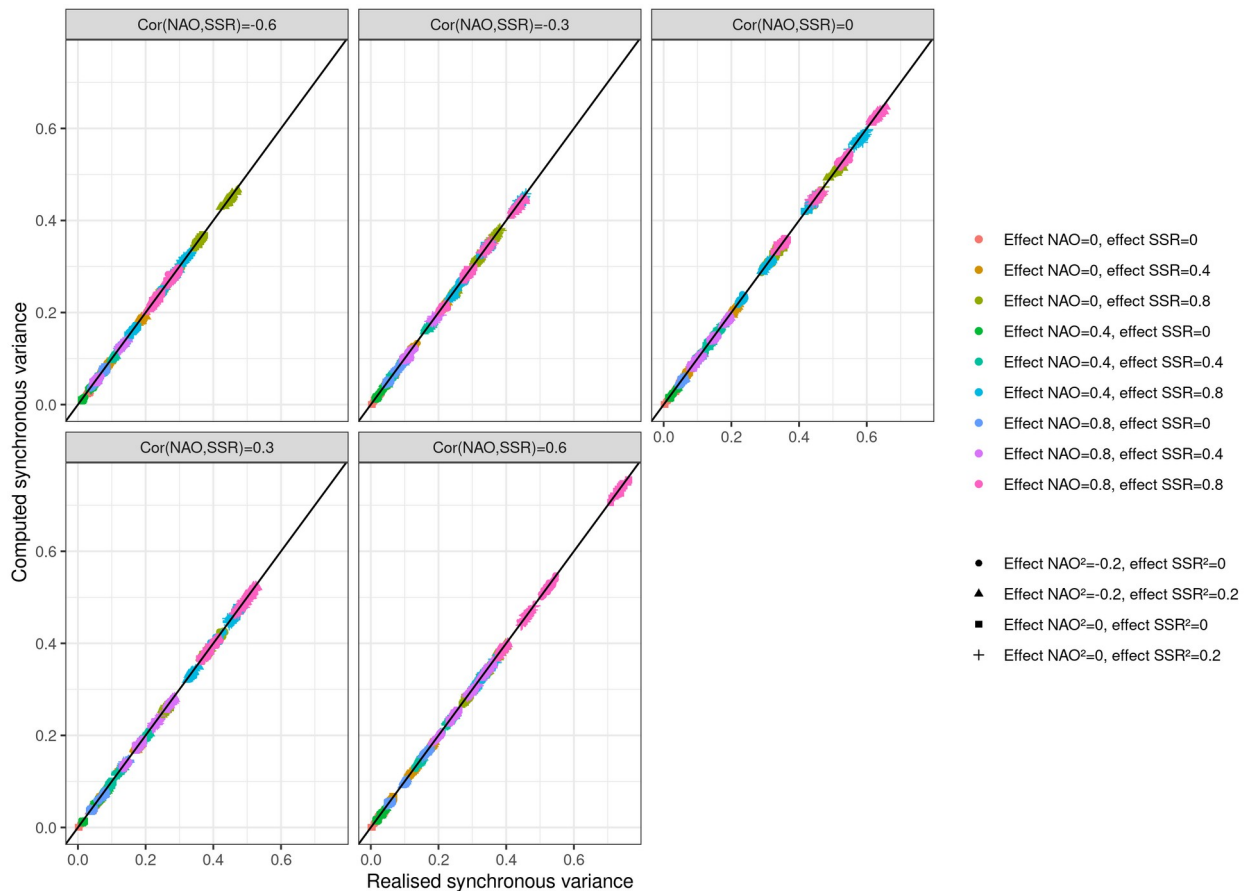 Cor(NAO,SSR)=-0.6
Cor(NAO,SSR)=-0.3
Cor(NAO,SSR)=0
0.6
0.4
0.2
0.0
0.0 0.2 0.4 0.6
Cor(NAO,SSR)=0.3
Cor(NAO,SSR)=0.6
0.6
0.4
0.2
0.0
0.0 0.2 0.4 0.6
0.0 0.2 0.4 0.6
Computed synchronous variance
Realised synchronous variance
Effect NAO=0, effect SSR=0
Effect NAO=0, effect SSR=0.4
Effect NAO=0, effect SSR=0.8
Effect NAO=0.4, effect SSR=0
Effect NAO=0.4, effect SSR=0.4
Effect NAO=0.4, effect SSR=0.8
Effect NAO=0.8, effect SSR=0
Effect NAO=0.8, effect SSR=0.4
Effect NAO=0.8, effect SSR=0.8
Effect NAO²=-0.2, effect SSR²=0
Effect NAO²=-0.2, effect SSR²=0.2
Effect NAO²=0, effect SSR²=0
Effect NAO²=0, effect SSR²=0.2